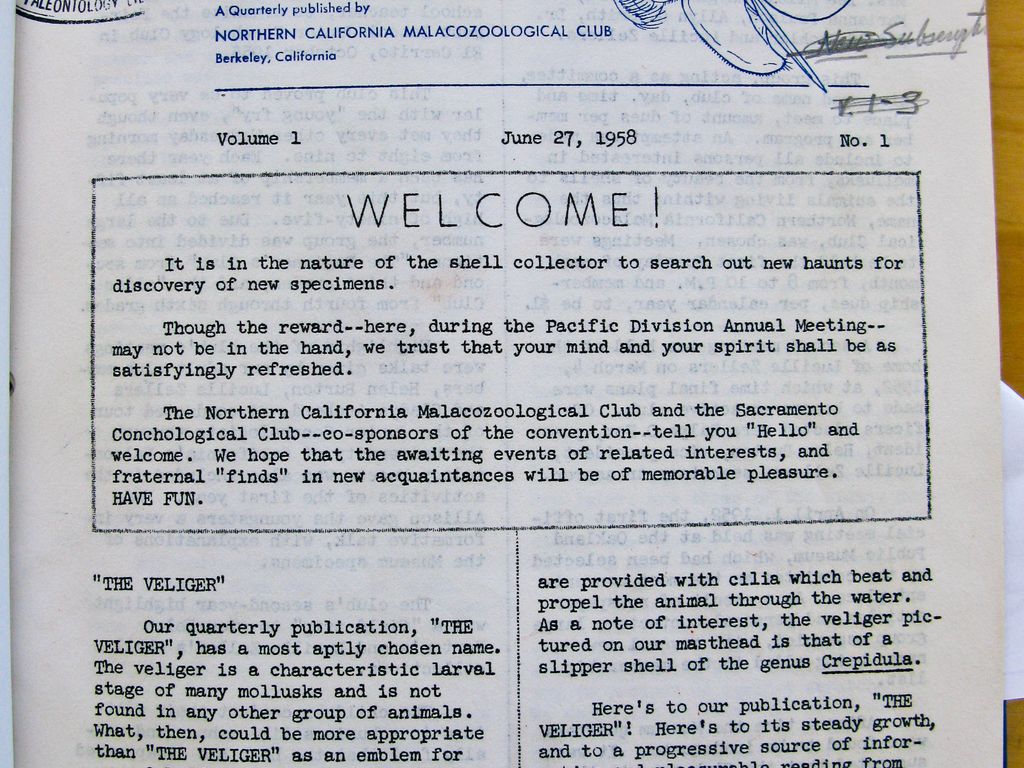 PALEONTOLOGY
A Quarterly published by
NORTHERN CALIFORNIA MALACOZOOLOGICAL CLUB
Berkeley, California
New Subscript
V1-3
Volume 1 June 27, 1958 No. 1
WELCOME!
It is in the nature of the shell collector to search out new haunts for
discovery of new specimens.
Though the reward--here, during the Pacific Division Annual Meeting--
may not be in the hand, we trust that your mind and your spirit shall be as
satisfyingly refreshed.
The Northern California Malacozoological Club and the Sacramento
Conchological Club--co-sponsors of the convention--tell you "Hello" and
welcome. We hope that the awaiting events of related interests, and
fraternal "finds" in new acquaintances will be of memorable pleasure.
HAVE FUN.
"THE VELIGER"
Our quarterly publication, "THE
VELIGER", has a most aptly chosen name.
The veliger is a characteristic larval
stage of many mollusks and is not
found in any other group of animals.
What, then, could be more appropriate
than "THE VELIGER" as an emblem for
are provided with cilia which beat and
propel the animal through the water.
As a note of interest, the veliger pic-
tured on our masthead is that of a
slipper shell of the genus Crepidula.
Here's to our publication, "THE
VELIGER"! Here's to its steady growth,
and to a progressive source of infor-
pleasurable reading from